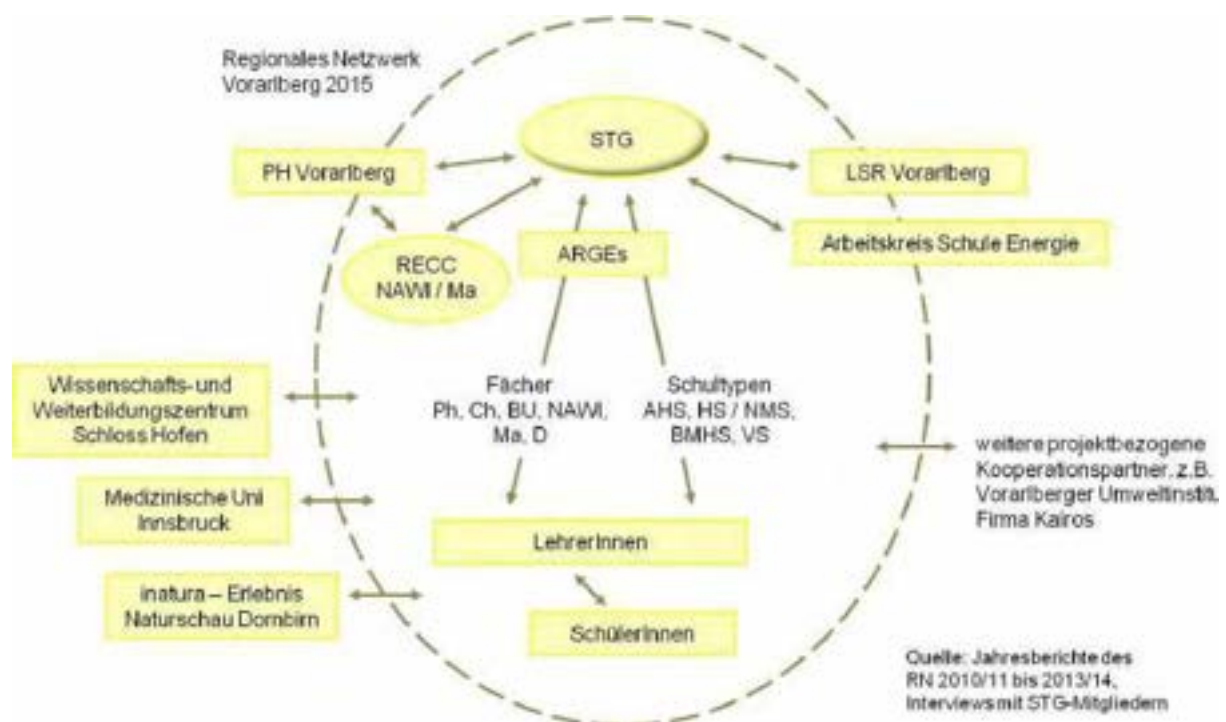 Regionales Netzwerk
Vorarlberg 2015
STG
PH Vorarlberg
LSR Vorarlberg
Arbeitskreis Schule Energie
ARGEs
RECC
NAWI / Ma
Wissenschafts- und
Weiterbildungszentrum
Schloss Hofen
Fächer
Ph, Ch, BU, NAWI,
Ma, D
Schultypen
AHS, HS / NMS,
BMHS, VS
weitere projektbezogene
Kooperationspartner, z.B.
Vorarlberger Umweltinstitu
Firma Kairos
Medizinische Uni
Innsbruck
LehrerInnen
inatura – Erlebnis
Naturschau Dornbirn
SchülerInnen
Quelle: Jahresberichte des
RN 2010/11 bis 2013/14,
Interviews mit STG-Mitgliedern